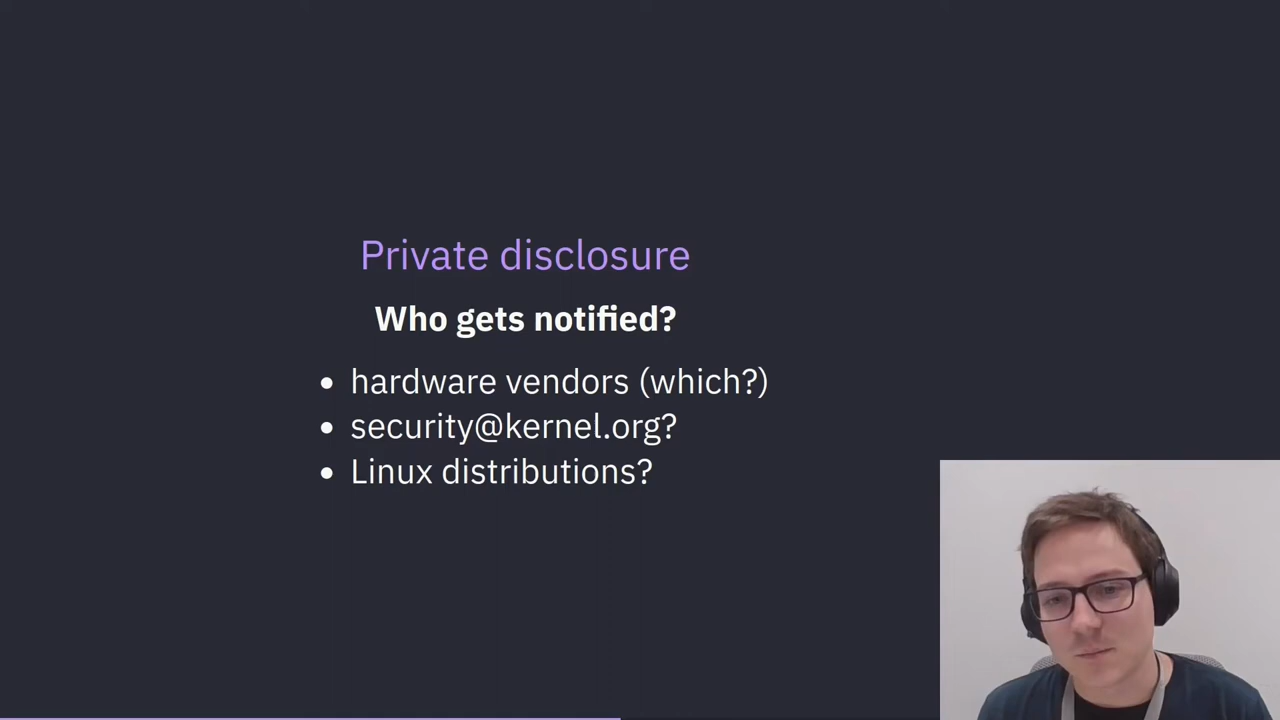 Private disclosure
Who gets notified?
• hardware vendors (which?)
• security@kernel.org?
• Linux distributions?